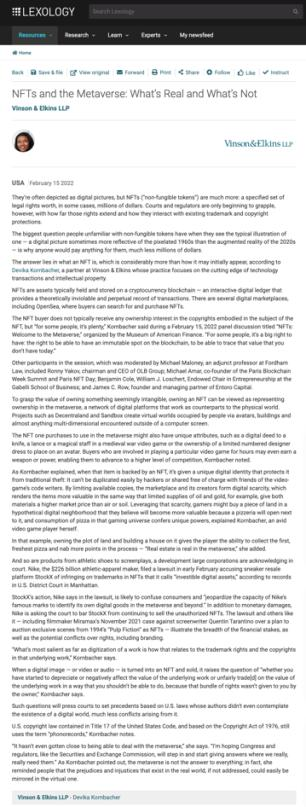 LEXOLOGY
Search Lexology
Resources Research Learn Experts My newsfeed
Home
Back Save & file View original Forward Print Share Follow Like Instruct
NFTs and the Metaverse: What's Real and What's Not
Vinson & Elkins LLP
Vinson&Elkins LLP
USA February 15 2022
They're often depicted as digital pictures, but NFTs ("non-fungible tokens") are much more: a specified set of
legal rights worth, in some cases, millions of dollars. Courts and regulators are only beginning to grapple,
however, with how far those rights extend and how they interact with existing trademark and copyright
protections.
The biggest question people unfamiliar with non-fungible tokens have when they see the typical illustration of
one — a digital picture sometimes more reflective of the pixelated 1960s than the augmented reality of the 2020s
— is why anyone would pay anything for them, much less millions of dollars.
The answer lies in what an NFT is, which is considerably more than how it may initially appear, according to
Devika Kornbacher, a partner at Vinson & Elkins whose practice focuses on the cutting edge of technology
transactions and intellectual property.
NFTs are assets typically held and stored on a cryptocurrency blockchain — an interactive digital ledger that
provides a theoretically inviolable and perpetual record of transactions. There are several digital marketplaces,
including OpenSea, where buyers can search for and purchase NFTs.
The NFT buyer does not typically receive any ownership interest in the copyrights embodied in the subject of
the NFT, but "for some people, it's plenty," Kornbacher said during a February 15, 2022 panel discussion titled "NFTs:
Welcome to the Metaverse," organized by the Museum of American Finance. "For some people, it's a big right to
have: the right to be able to have an immutable spot on the blockchain, to be able to trace that value that you
don't have today."
Other participants in the session, which was moderated by Michael Maloney, an adjunct professor at Fordham
Law, included Ronny Yakov, chairman and CEO of OLB Group; Michael Amar, co-founder of the Paris Blockchain
Week Summit and Paris NFT Day; Benjamin Cole, William J. Loschert, Endowed Chair in Entrepreneurship at the
Gabelli School of Business; and James C. Row, founder and managing partner of Entoro Capital.
To grasp the value of owning something seemingly intangible, owning an NFT can be viewed as representing
ownership in the metaverse, a network of digital platforms that work as counterparts to the physical world.
Projects such as Decentraland and Sandbox create virtual worlds occupied by people via avatars, buildings and
almost anything multi-dimensional encountered outside of a computer screen.
The NFT one purchases to use in the metaverse might also have unique attributes, such as a digital deed to a
knife, a lance or a magical staff in a medieval war video game or the ownership of a limited numbered designer
dress to place on an avatar. Buyers who are involved in playing a particular video game for hours may even earn a
weapon or power, enabling them to advance to a higher level of competition, Kornbacher noted.
As Kornbacher explained, when that item is backed by an NFT, it's given a unique digital identity that protects it
from traditional theft: It can't be duplicated easily by hackers or shared free of charge with friends of the video-
game's code writers. By limiting available copies, the marketplace and its creators form digital scarcity, which
renders the items more valuable in the same way that limited supplies of oil and gold, for example, give both
materials a higher market price than air or soil. Leveraging that scarcity, gamers might buy a piece of land in a
hypothetical digital neighborhood that they believe will become more valuable because a pizzeria will open next
to it, and consumption of pizza in that gaming universe confers unique powers, explained Kornbacher, an avid
video game player herself.
In that example, owning the plot of land and building a house on it gives the player the ability to collect the first,
freshest pizza and nab more points in the process — "Real estate is real in the metaverse," she added.
And so are products from athletic shoes to screenplays, a development large corporations are acknowledging in
court. Nike, the $226 billion athletic-apparel maker, filed a lawsuit in early February accusing sneaker resale
platform StockX of infringing on trademarks in NFTs that it calls "investible digital assets," according to records
in U.S. District Court in Manhattan.
StockX's action, Nike says in the lawsuit, is likely to confuse consumers and "jeopardize the capacity of Nike's
famous marks to identify its own digital goods in the metaverse and beyond." In addition to monetary damages,
Nike is asking the court to bar StockX from continuing to sell the unauthorized NFTs. The lawsuit and others like
it — including filmmaker Miramax's November 2021 case against screenwriter Quentin Tarantino over a plan to
auction exclusive scenes from 1994's "Pulp Fiction" as NFTs — illustrate the breadth of the financial stakes, as
well as the potential conflicts over rights, including branding.
"What's most salient as far as digitization of a work is how that relates to the trademark rights and the copyrights
in that underlying work," Kornbacher says.
When a digital image — or video or audio — is turned into an NFT and sold, it raises the question of "whether you
have started to depreciate or negatively affect the value of the underlying work or unfairly trade[d] on the value of
the underlying work in a way that you shouldn't be able to do, because that bundle of rights wasn't given to you by
the owner," Kornbacher says.
Such questions will press courts to set precedents based on U.S. laws whose authors didn't even contemplate
the existence of a digital world, much less conflicts arising from it.
U.S. copyright law, contained in Title 17 of the United States Code, and based on the Copyright Act of 1976, still
uses the term "phonorecords," Kornbacher notes.
"It hasn't even gotten close to being able to deal with the metaverse," she says. "I'm hoping Congress and
regulators, like the Securities and Exchange Commission, will step in and start giving answers where we really,
really need them." As Kornbacher pointed out, the metaverse is not the answer to everything; in fact, she
reminded people that the prejudices and injustices that exist in the real world, if not addressed, could easily be
mirrored in the virtual one.
Vinson & Elkins LLP - Devika Kornbacher